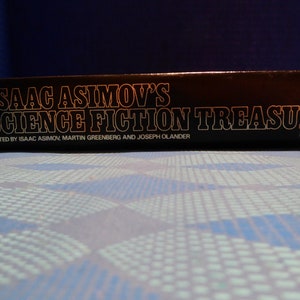 SAAC ASIMOV'S
CIENCE FICTION TREASU
TED BY ISAAC ASIMOV, MARTIN GREENBERG AND JOSEPH OLANDER